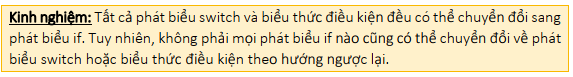 Kinh nghiệm: Tất cả phát biểu switch và biểu thức điều kiện đều có thể chuyển đổi sang
phát biểu if. Tuy nhiên, không phải mọi phát biểu if nào cũng có thể chuyển đổi về phát
biểu switch hoặc biểu thức điều kiện theo hướng ngược lại.